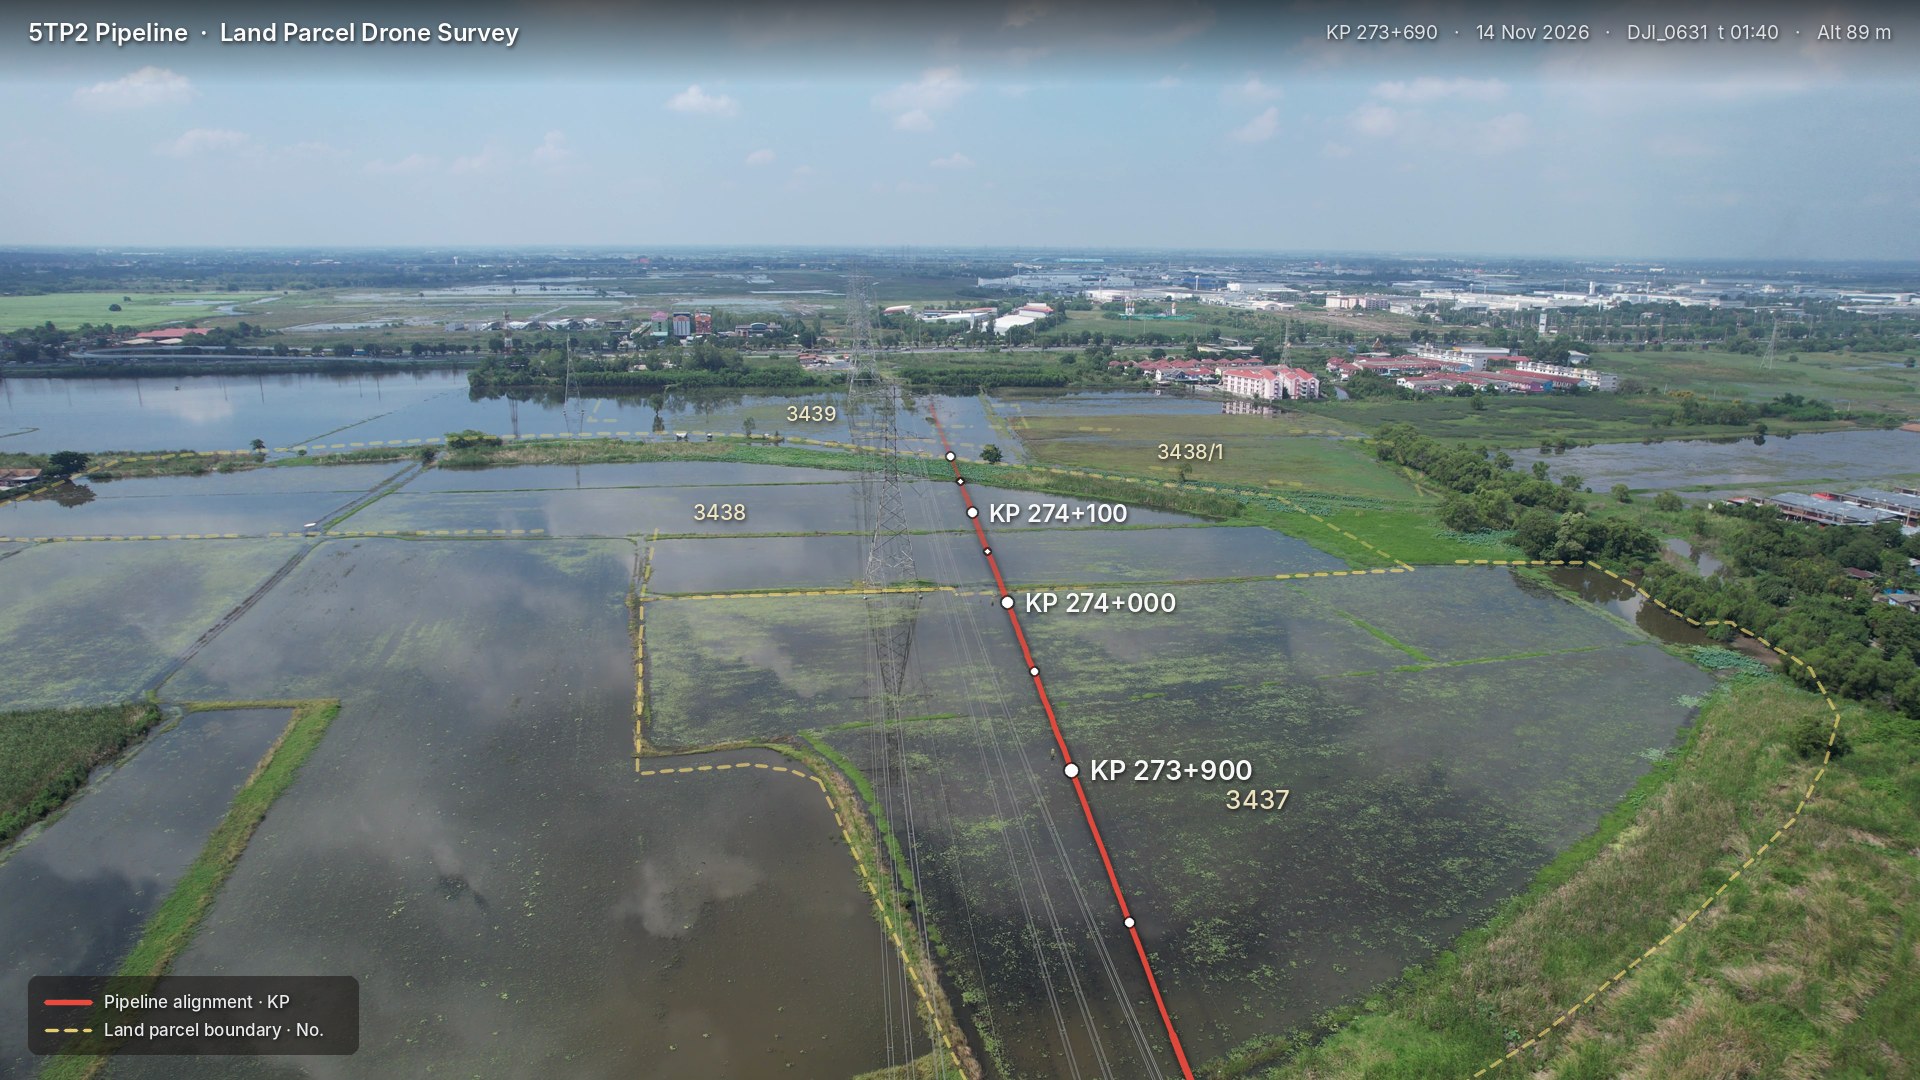 5TP2 Pipeline · Land Parcel Drone Survey
KP 273+690 · 14 Nov 2026 · DJI_0631 t 01:40 · Alt 89 m
3439
3438/1
3438
KP 274+100
KP 274+000
KP 273+900
3437
Pipeline alignment · KP
Land parcel boundary · No.